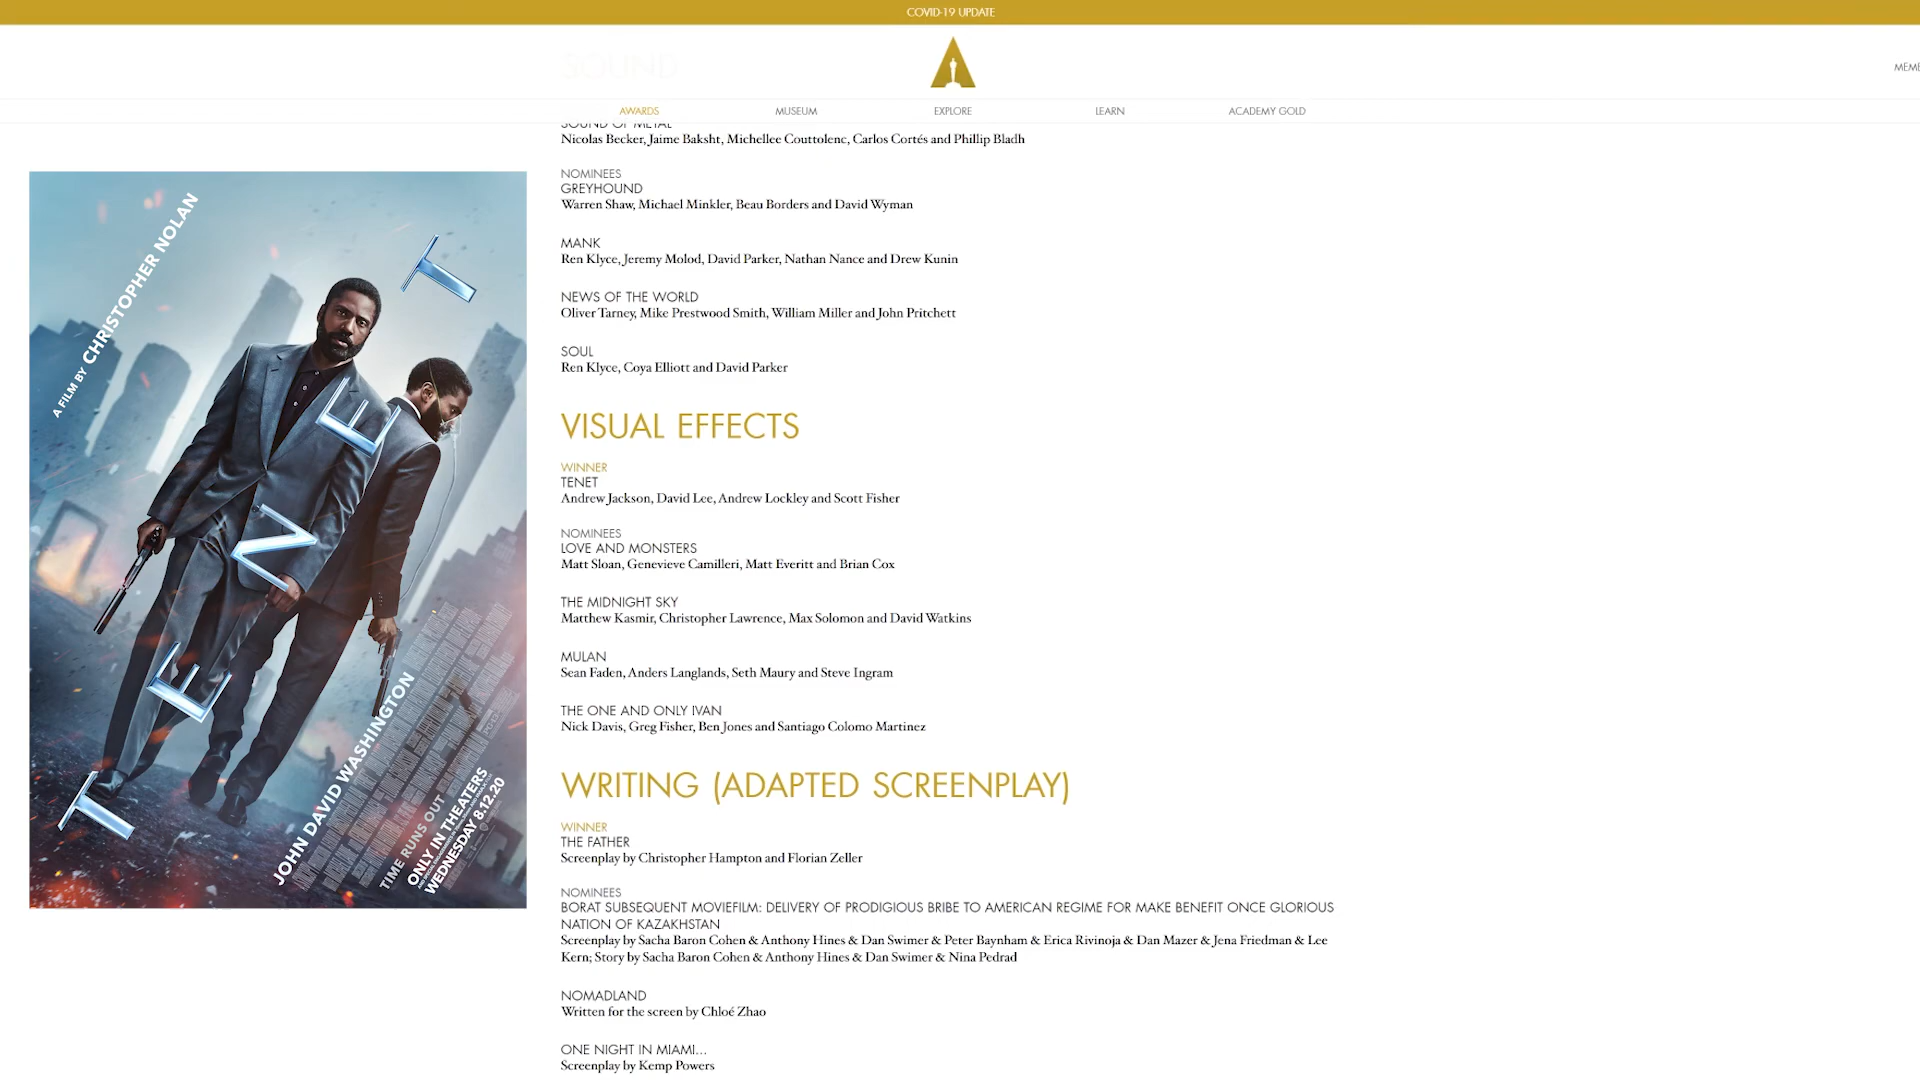 COVID-19 UPDATE
SOUND
MEMB
AWARDS
MUSEUM
EXPLORE
LEARN
ACADEMY GOLD
SOUND OF METAL
Nicolas Becker, Jaime Baksht, Michellee Couttolenc, Carlos Cortés and Phillip Bladh
NOMINEES
GREYHOUND
Warren Shaw, Michael Minkler, Beau Borders and David Wyman
MANK
Ren Klyce, Jeremy Molod, David Parker, Nathan Nance and Drew Kunin
NEWS OF THE WORLD
Oliver Tarney, Mike Prestwood Smith, William Miller and John Pritchett
SOUL
Ren Klyce, Coya Elliott and David Parker
VISUAL EFFECTS
WINNER
TENET
Andrew Jackson, David Lee, Andrew Lockley and Scott Fisher
NOMINEES
LOVE AND MONSTERS
Matt Sloan, Genevieve Camilleri, Matt Everitt and Brian Cox
THE MIDNIGHT SKY
Matthew Kasmir, Christopher Lawrence, Max Solomon and David Watkins
MULAN
Sean Faden, Anders Langlands, Seth Maury and Steve Ingram
THE ONE AND ONLY IVAN
Nick Davis, Greg Fisher, Ben Jones and Santiago Colomo Martinez
WRITING (ADAPTED SCREENPLAY)
WINNER
THE FATHER
Screenplay by Christopher Hampton and Florian Zeller
NOMINEES
BORAT SUBSEQUENT MOVIEFILM: DELIVERY OF PRODIGIOUS BRIBE TO AMERICAN REGIME FOR MAKE BENEFIT ONCE GLORIOUS
NATION OF KAZAKHSTAN
Screenplay by Sacha Baron Cohen & Anthony Hines & Dan Swimer & Peter Baynham & Erica Rivinoja & Dan Mazer & Jena Friedman & Lee
Kern; Story by Sacha Baron Cohen & Anthony Hines & Dan Swimer & Nina Pedrad
NOMADLAND
Written for the screen by Chloé Zhao
ONE NIGHT IN MIAMI...
Screenplay by Kemp Powers
A FILM BY CHRISTOPHER NOLAN
TENET
JOHN DAVID WASHINGTON
TIME RUNS OUT
ONLY IN THEATERS
WEDNESDAY 8.12.20